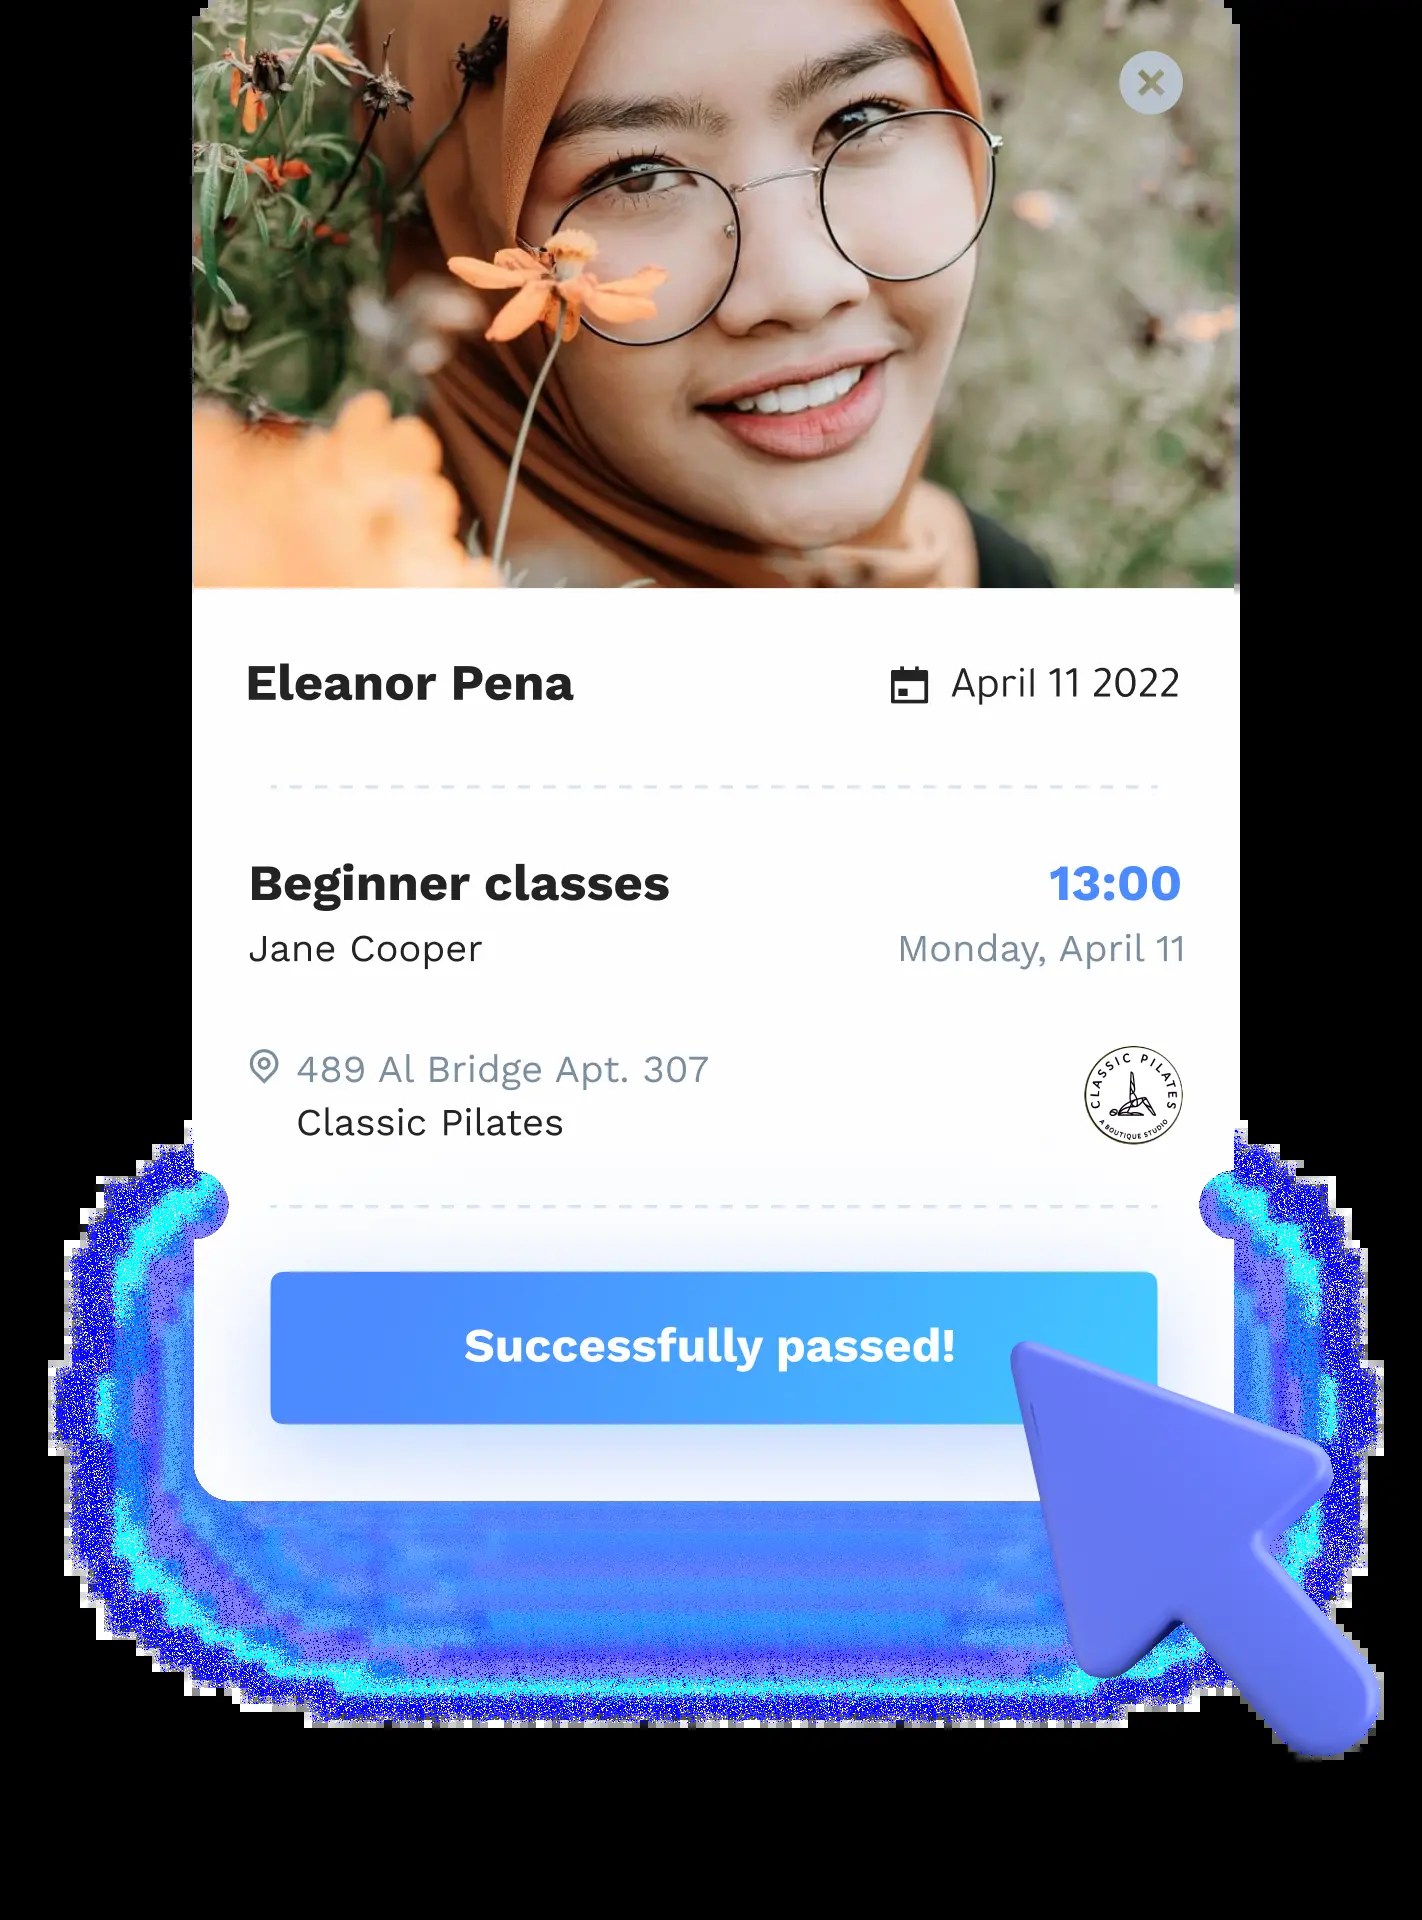 Eleanor Pena
April 11 2022
Beginner classes
13:00
Jane Cooper
Monday, April 11
489 Al Bridge Apt. 307
Classic Pilates
CLASSIC PILATES
A BOUTIQUE STUDIO
Successfully passed!